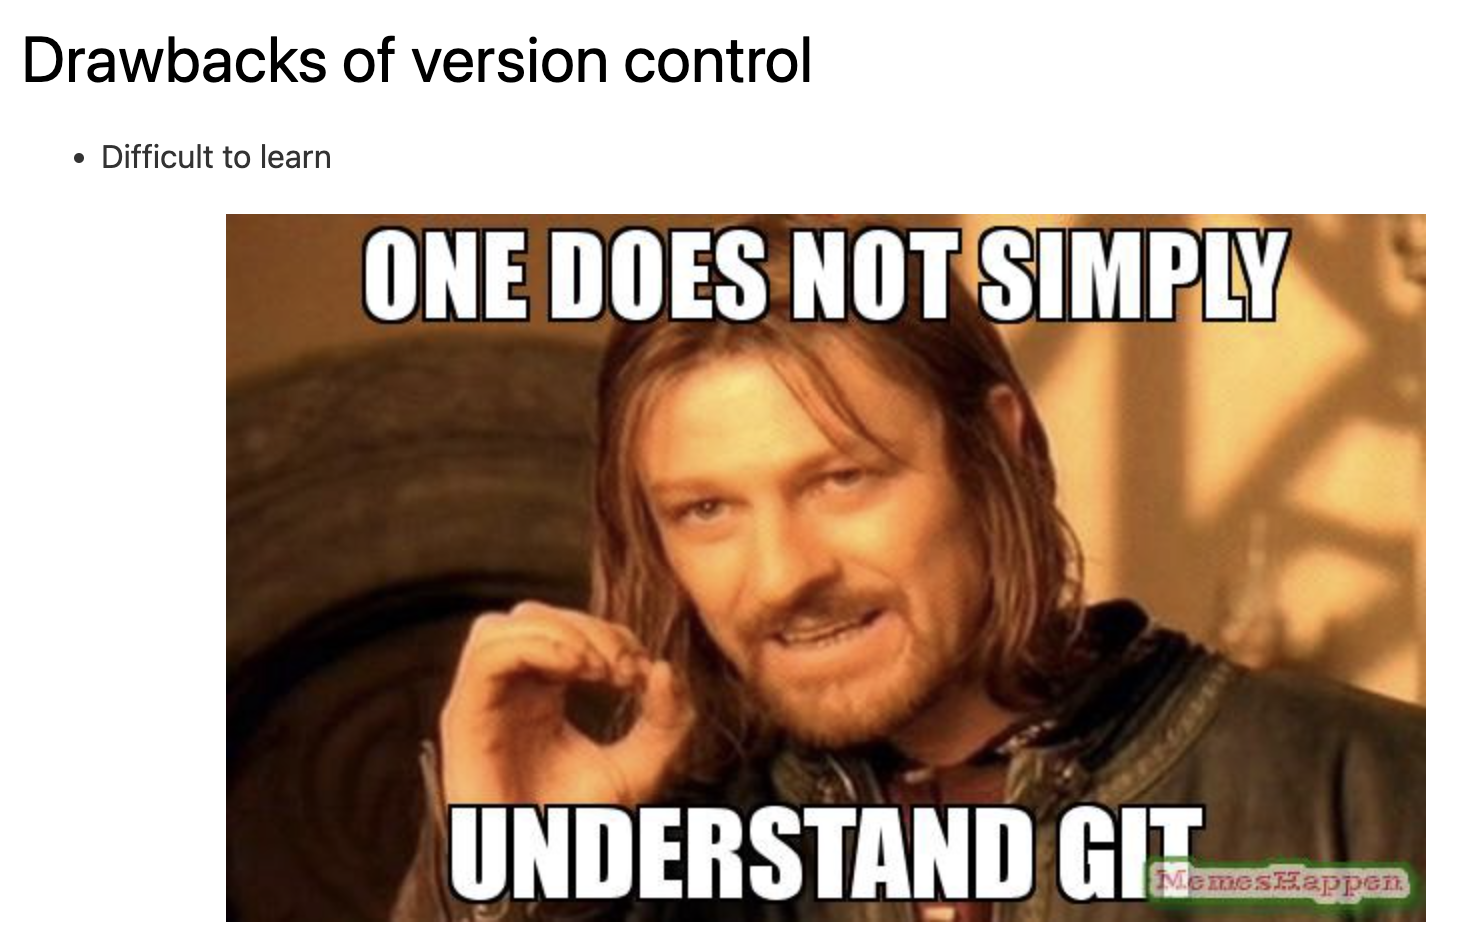 Drawbacks of version control
• Difficult to learn
ONE DOES NOT SIMPLY
UNDERSTAND GIT
MemesHappen